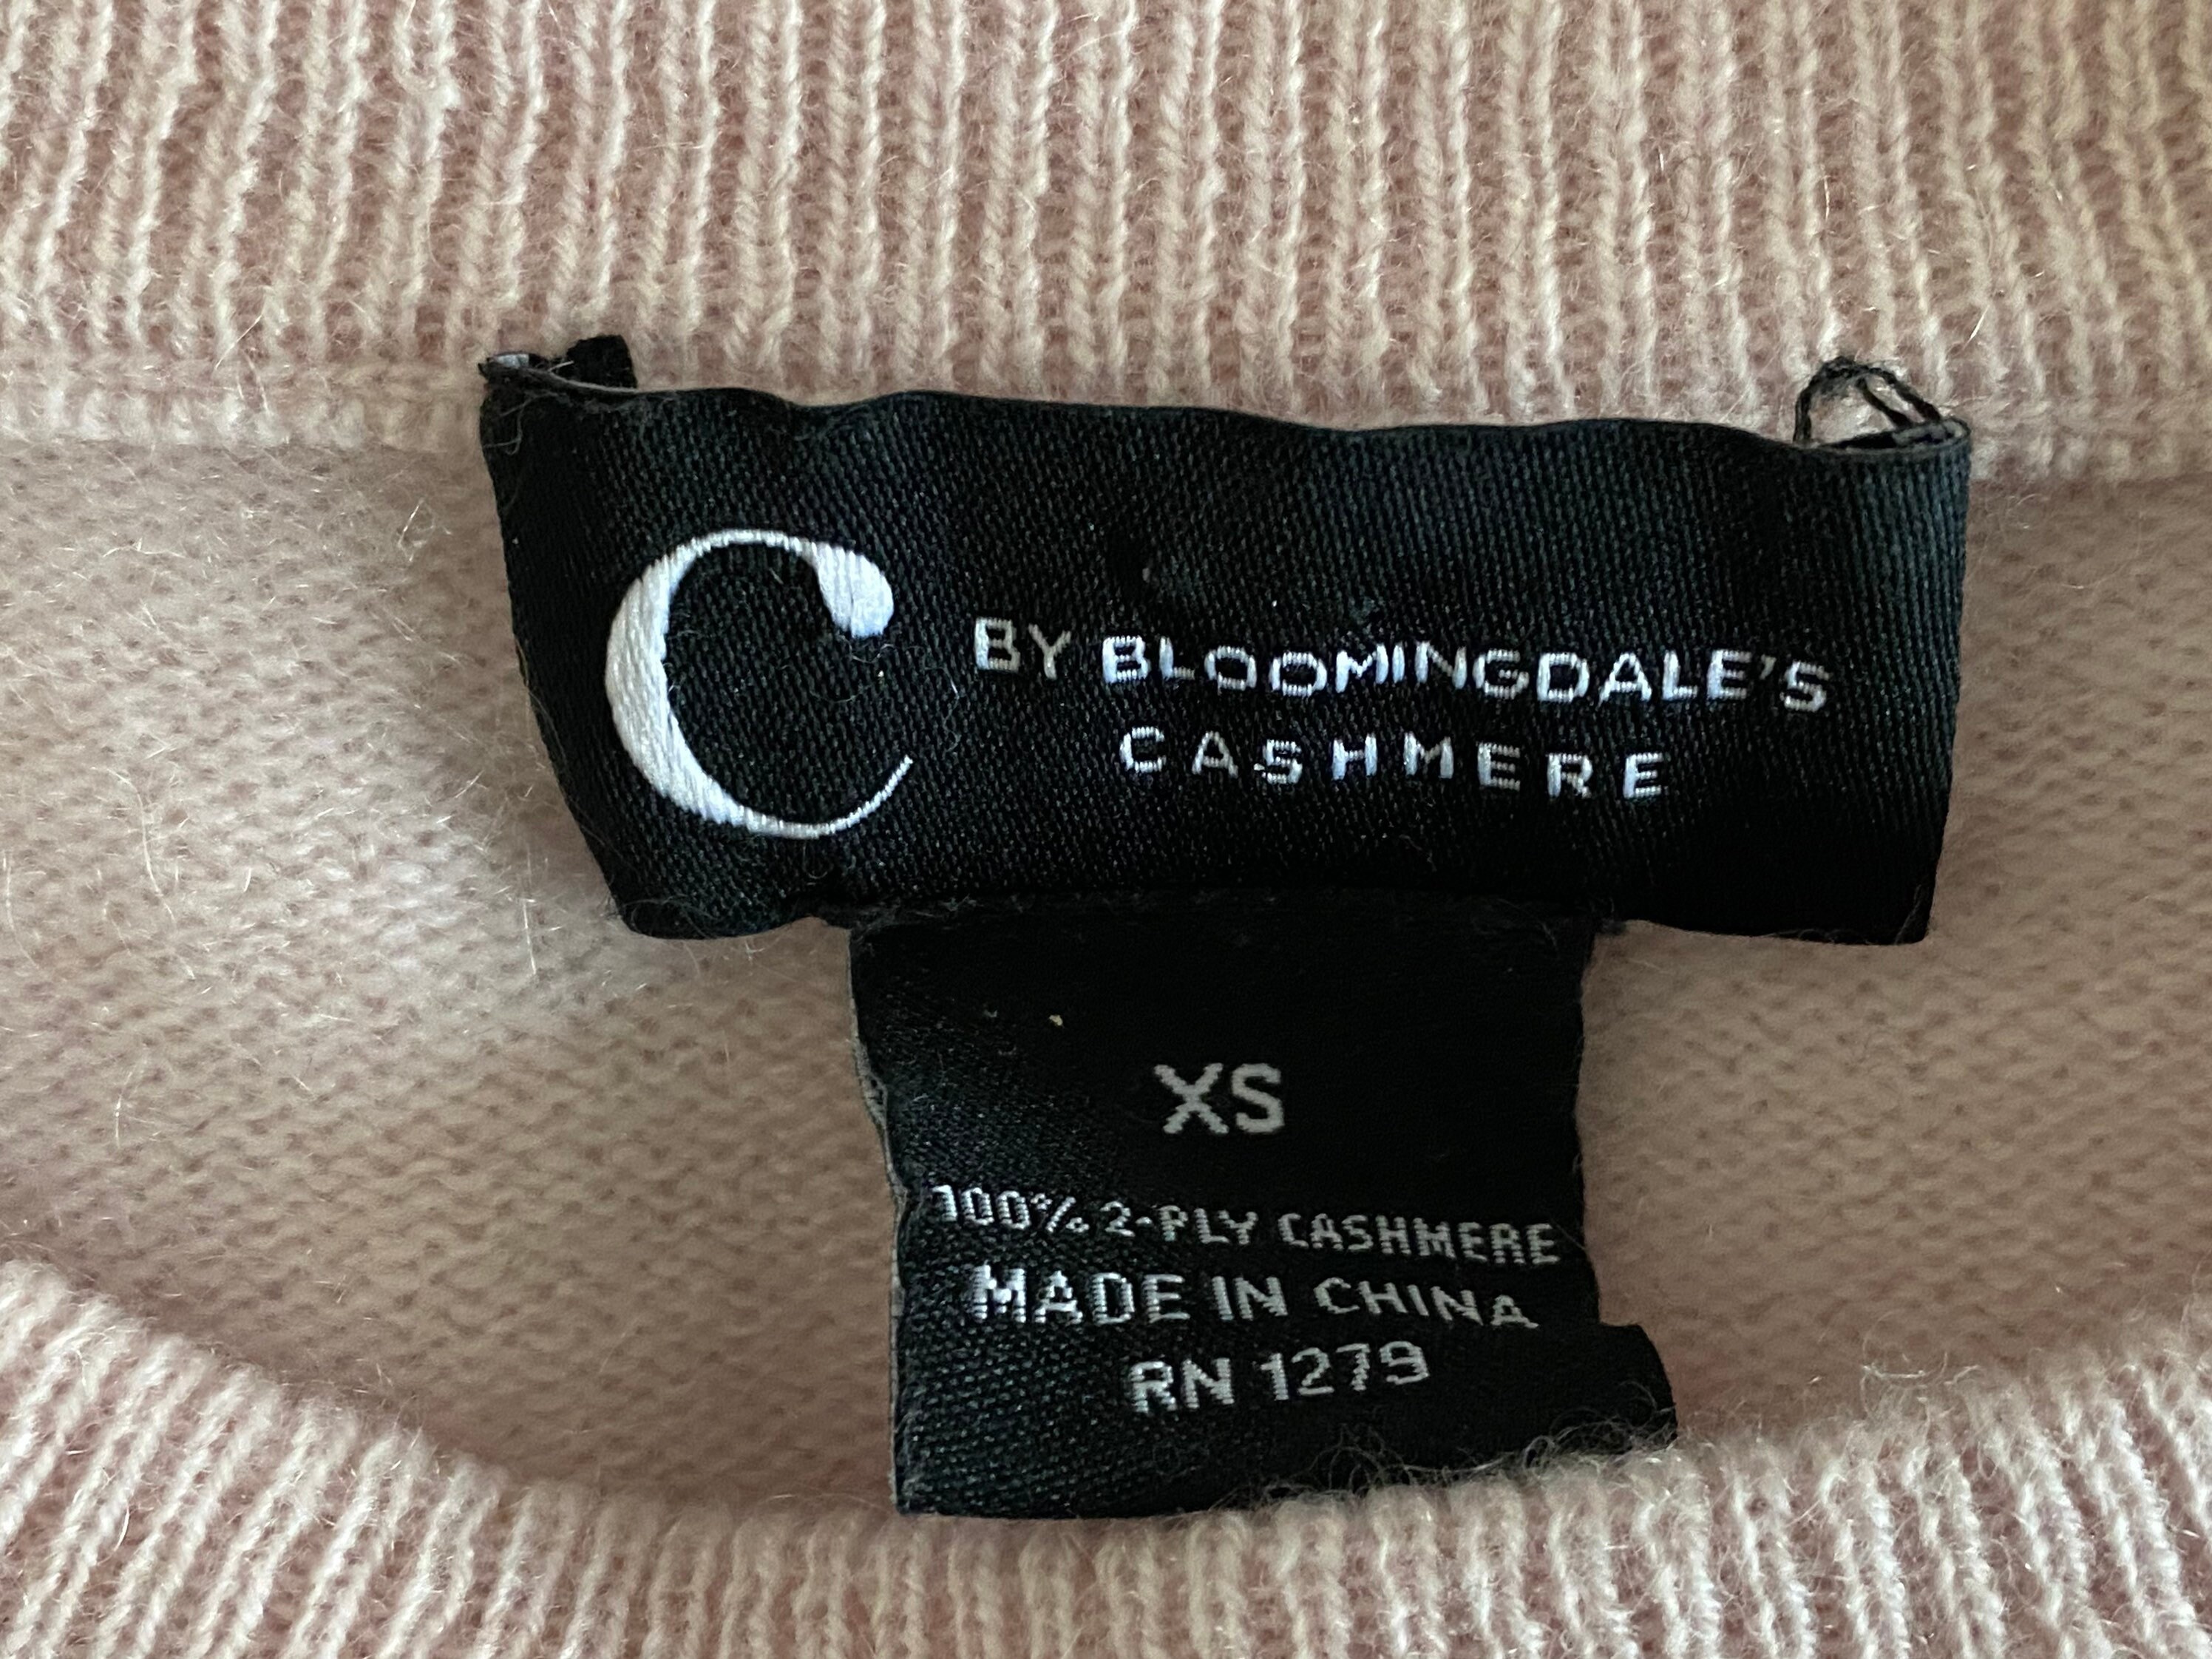 C BY BLOOMINGDALE'S
CASHMERE
XS
100% 2-PLY CASHMERE
MADE IN CHINA
RN 1279